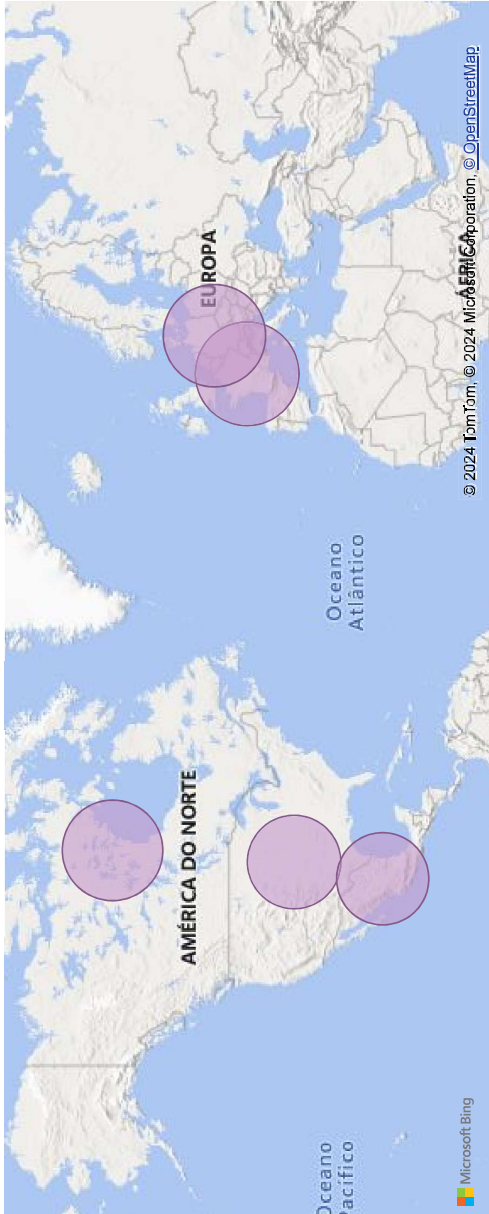 EUROPA
AMÉRICA DO NORTE
Oceano
Atlântico
ÁFRICA
Oceano
Pacífico
Microsoft Bing
© 2024 TomTom, © 2024 Microsoft Corporation, © OpenStreetMap